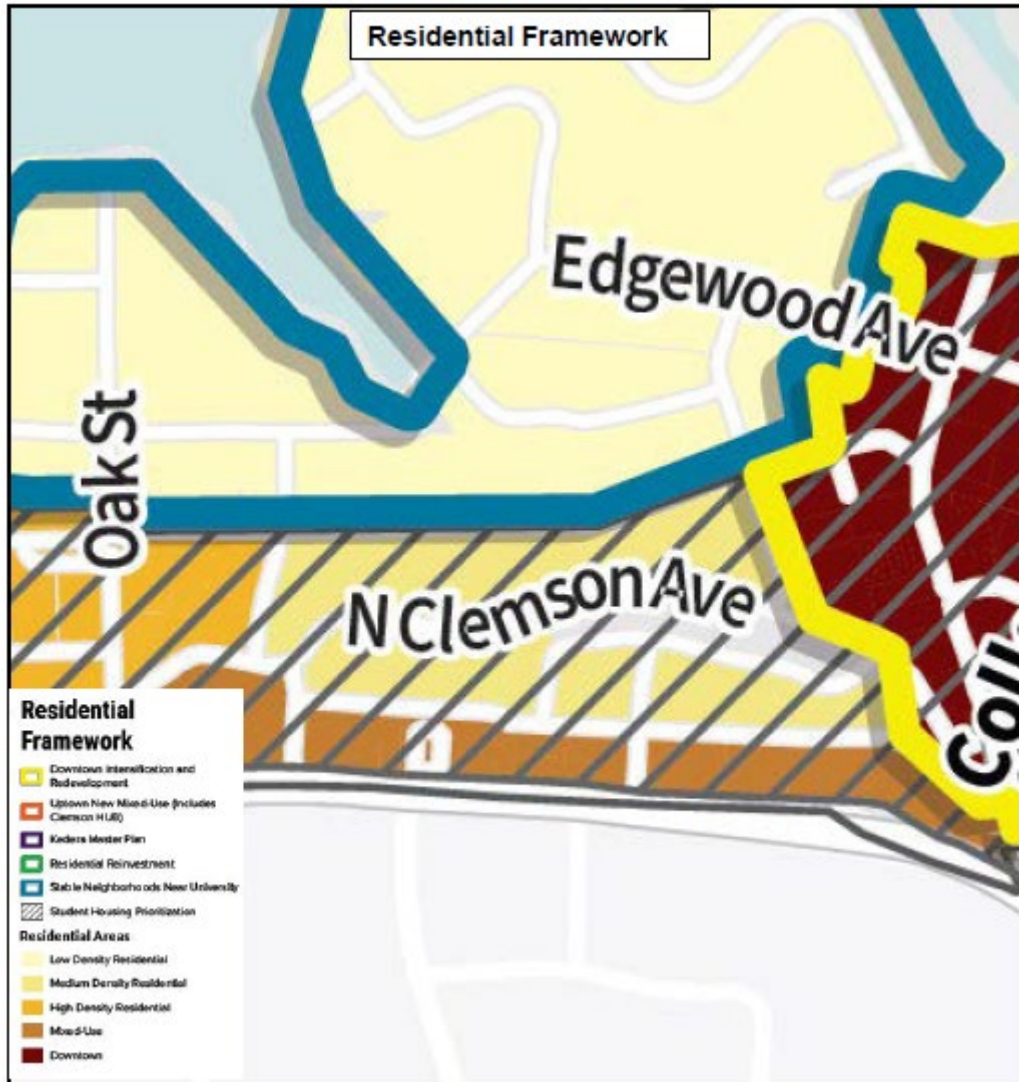 Residential Framework
Edgewood Ave
Oak St
N Clemson Ave
Colle
Residential
Framework
Downtown Intensification and
Redevelopment
Uptown New Mixed-Use (Includes
Clemson HUB)
Master Plan
Residential Reinvestment
Stable Neighborhoods Near University
Student Housing Prioritization
Residential Areas
Low Density Residential
Medium Density Residential
High Density Residential
Mixed-Use
Downtown